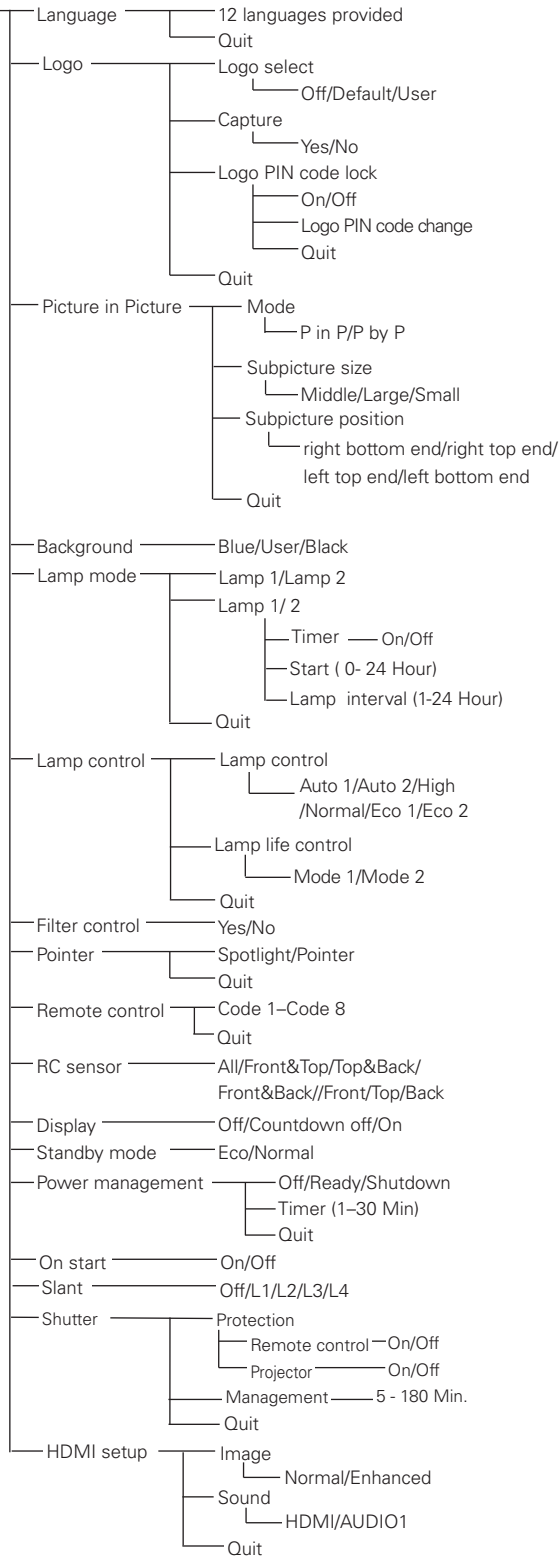 Language 12 languages provided
Quit
Logo Logo select
Off/Default/User
Capture
Yes/No
Logo PIN code lock
On/Off
Logo PIN code change
Quit
Quit
Picture in Picture Mode
P in P/P by P
Subpicture size
Middle/Large/Small
Subpicture position
right bottom end/right top end/
left top end/left bottom end
Quit
Background Blue/User/Black
Lamp mode Lamp 1/Lamp 2
Lamp 1/ 2
Timer On/Off
Start ( 0- 24 Hour)
Lamp interval (1-24 Hour)
Quit
Lamp control Lamp control
Auto 1/Auto 2/High
/Normal/Eco 1/Eco 2
Lamp life control
Mode 1/Mode 2
Quit
Filter control Yes/No
Pointer Spotlight/Pointer
Quit
Remote control Code 1–Code 8
Quit
RC sensor All/Front&Top/Top&Back/
Front&Back//Front/Top/Back
Display Off/Countdown off/On
Standby mode Eco/Normal
Power management Off/Ready/Shutdown
Timer (1–30 Min)
Quit
On start On/Off
Slant Off/L1/L2/L3/L4
Shutter Protection
Remote control On/Off
Projector On/Off
Management 5 - 180 Min.
Quit
HDMI setup Image
Normal/Enhanced
Sound
HDMI/AUDIO1
Quit